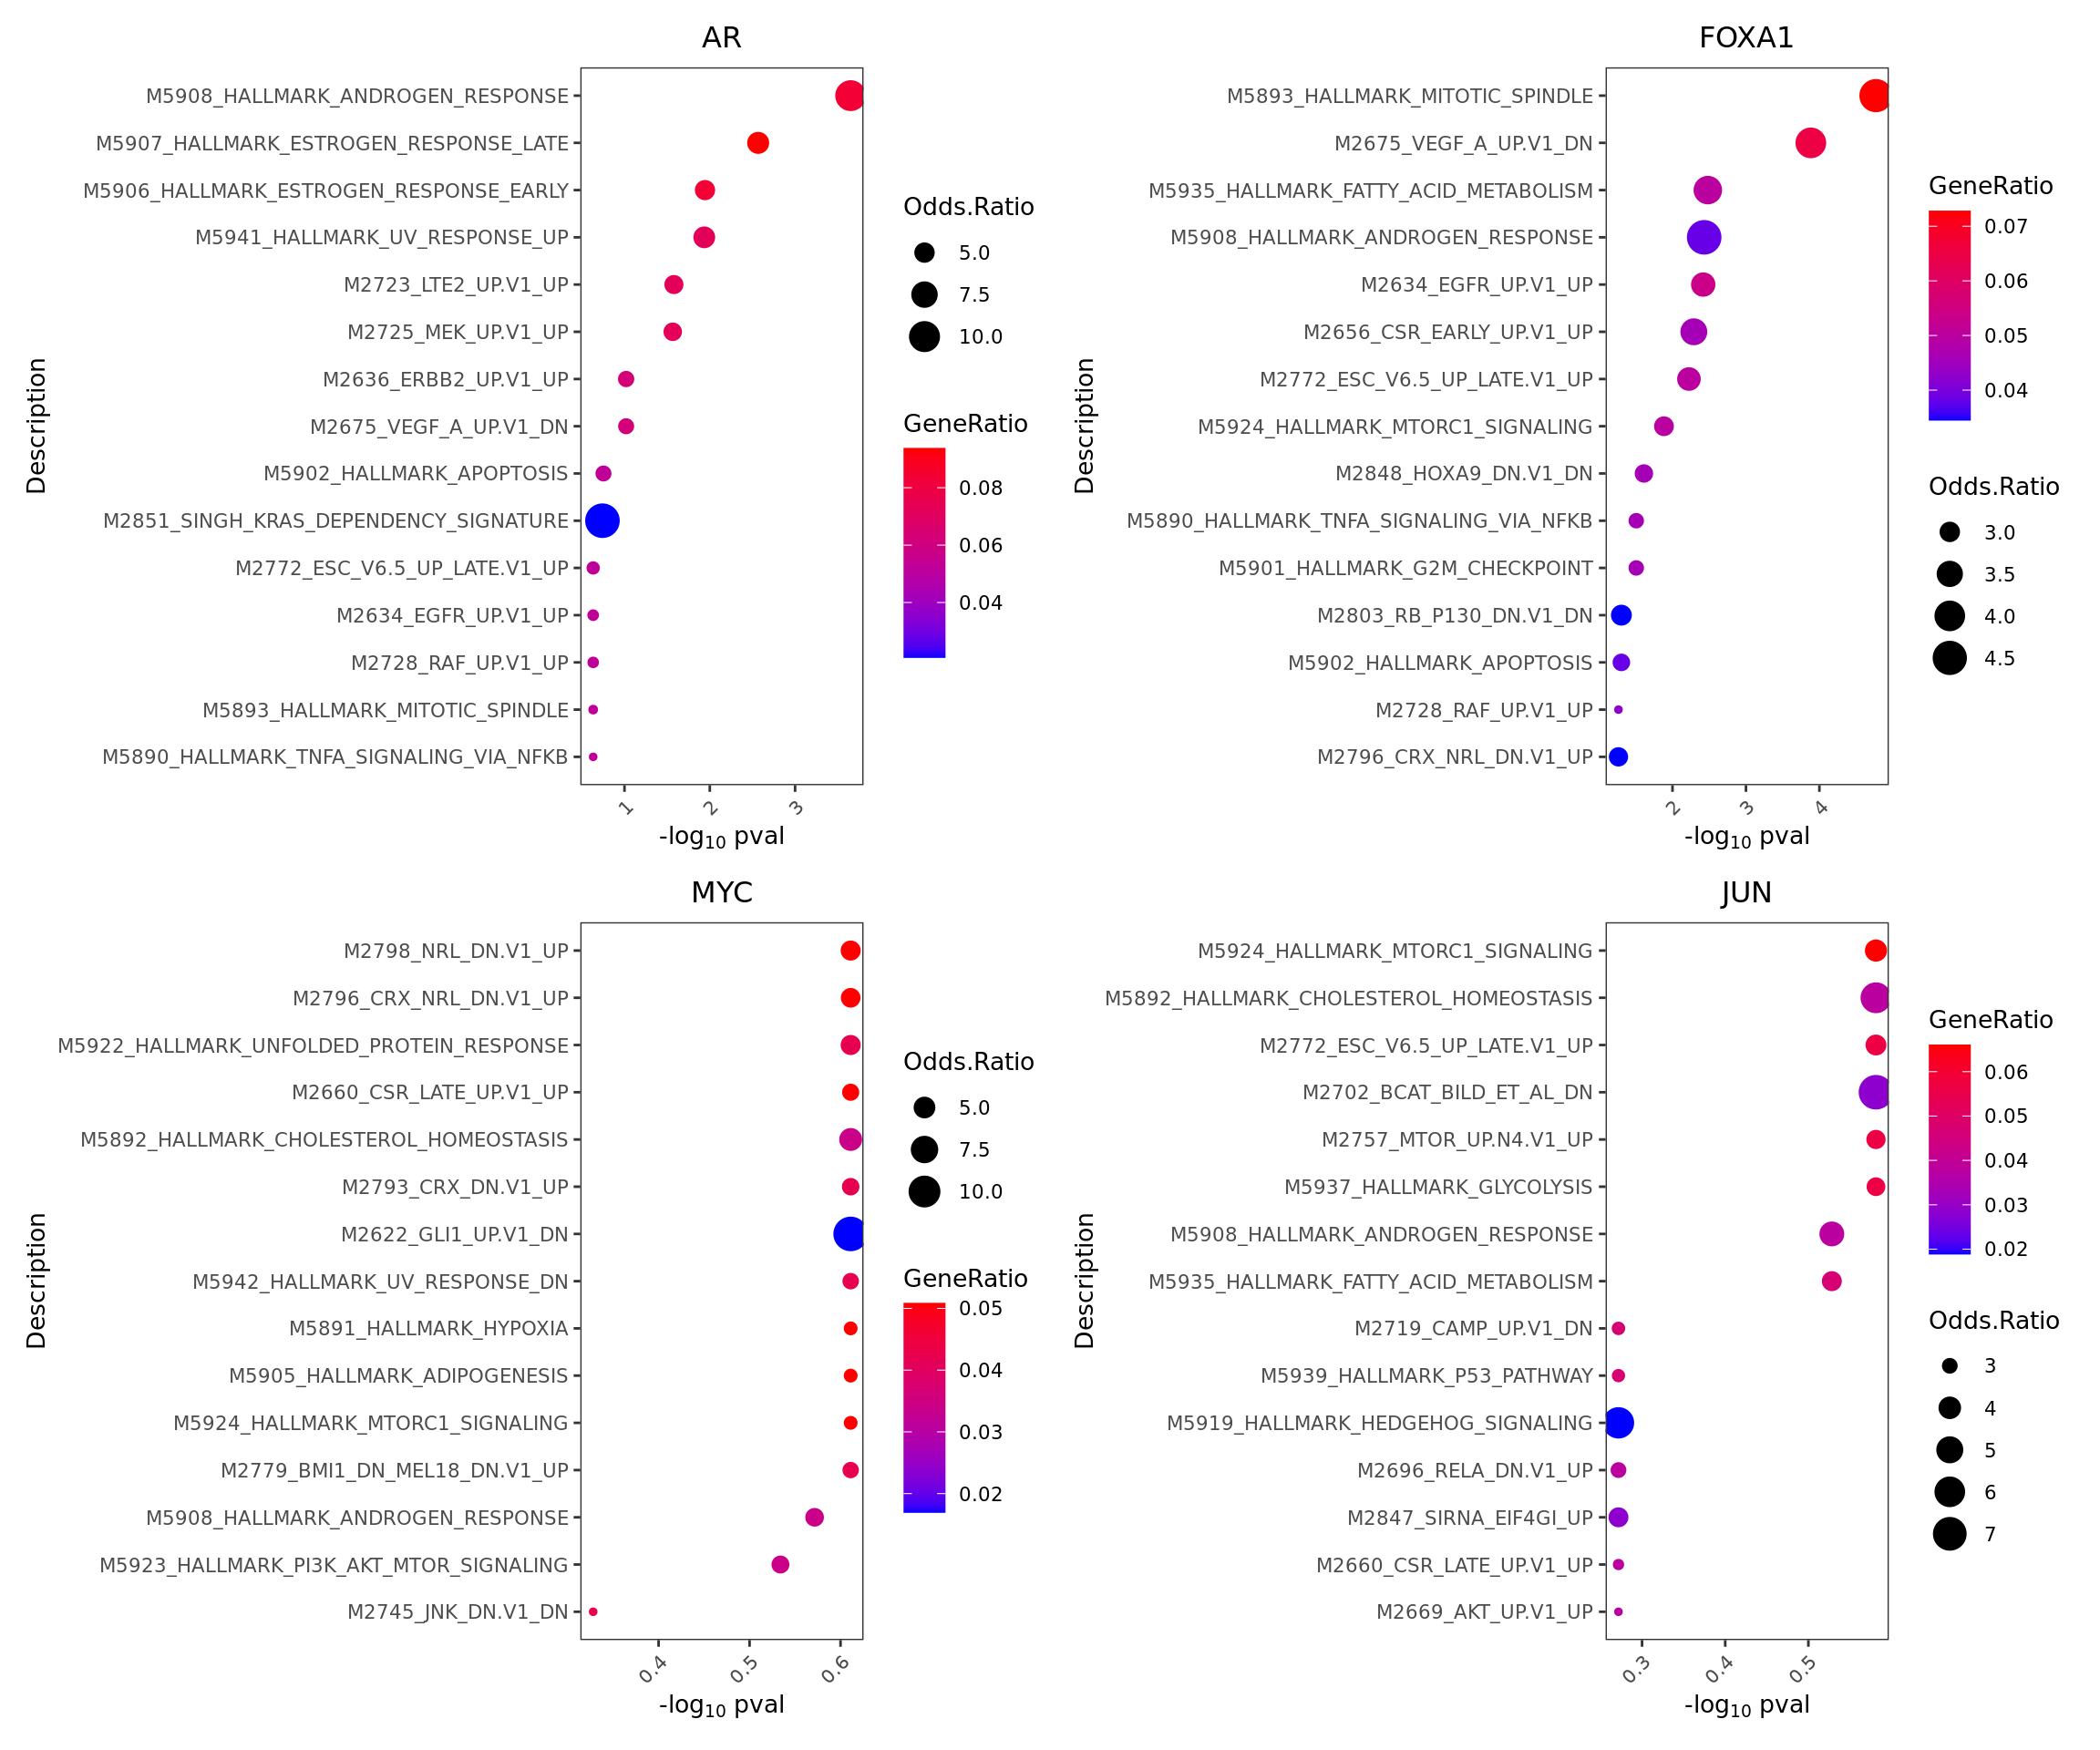 AR
M5908_HALLMARK_ANDROGEN_RESPONSE
M5907_HALLMARK_ESTROGEN_RESPONSE_LATE
M5906_HALLMARK_ESTROGEN_RESPONSE_EARLY
M5941_HALLMARK_UV_RESPONSE_UP
M2723_LTE2_UP.V1_UP
M2725_MEK_UP.V1_UP
M2636_ERBB2_UP.V1_UP
M2675_VEGF_A_UP.V1_DN
M5902_HALLMARK_APOPTOSIS
M2851_SINGH_KRAS_DEPENDENCY_SIGNATURE
M2772_ESC_V6.5_UP_LATE.V1_UP
M2634_EGFR_UP.V1_UP
M2728_RAF_UP.V1_UP
M5893_HALLMARK_MITOTIC_SPINDLE
M5890_HALLMARK_TNFA_SIGNALING_VIA_NFKB
Description
1 2 3
-log10 pval
Odds.Ratio
5.0
7.5
10.0
GeneRatio
0.08
0.06
0.04
FOXA1
M5893_HALLMARK_MITOTIC_SPINDLE
M2675_VEGF_A_UP.V1_DN
M5935_HALLMARK_FATTY_ACID_METABOLISM
M5908_HALLMARK_ANDROGEN_RESPONSE
M2634_EGFR_UP.V1_UP
M2656_CSR_EARLY_UP.V1_UP
M2772_ESC_V6.5_UP_LATE.V1_UP
M5924_HALLMARK_MTORC1_SIGNALING
M2848_HOXA9_DN.V1_DN
M5890_HALLMARK_TNFA_SIGNALING_VIA_NFKB
M5901_HALLMARK_G2M_CHECKPOINT
M2803_RB_P130_DN.V1_DN
M5902_HALLMARK_APOPTOSIS
M2728_RAF_UP.V1_UP
M2796_CRX_NRL_DN.V1_UP
Description
2 3 4
-log10 pval
GeneRatio
0.07
0.06
0.05
0.04
Odds.Ratio
3.0
3.5
4.0
4.5
MYC
M2798_NRL_DN.V1_UP
M2796_CRX_NRL_DN.V1_UP
M5922_HALLMARK_UNFOLDED_PROTEIN_RESPONSE
M2660_CSR_LATE_UP.V1_UP
M5892_HALLMARK_CHOLESTEROL_HOMEOSTASIS
M2793_CRX_DN.V1_UP
M2622_GLI1_UP.V1_DN
M5942_HALLMARK_UV_RESPONSE_DN
M5891_HALLMARK_HYPOXIA
M5905_HALLMARK_ADIPOGENESIS
M5924_HALLMARK_MTORC1_SIGNALING
M2779_BMI1_DN_MEL18_DN.V1_UP
M5908_HALLMARK_ANDROGEN_RESPONSE
M5923_HALLMARK_PI3K_AKT_MTOR_SIGNALING
M2745_JNK_DN.V1_DN
Description
0.4 0.5 0.6
-log10 pval
Odds.Ratio
5.0
7.5
10.0
GeneRatio
0.05
0.04
0.03
0.02
JUN
M5924_HALLMARK_MTORC1_SIGNALING
M5892_HALLMARK_CHOLESTEROL_HOMEOSTASIS
M2772_ESC_V6.5_UP_LATE.V1_UP
M2702_BCAT_BILD_ET_AL_DN
M2757_MTOR_UP.N4.V1_UP
M5937_HALLMARK_GLYCOLYSIS
M5908_HALLMARK_ANDROGEN_RESPONSE
M5935_HALLMARK_FATTY_ACID_METABOLISM
M2719_CAMP_UP.V1_DN
M5939_HALLMARK_P53_PATHWAY
M5919_HALLMARK_HEDGEHOG_SIGNALING
M2696_RELA_DN.V1_UP
M2847_SIRNA_EIF4GI_UP
M2660_CSR_LATE_UP.V1_UP
M2669_AKT_UP.V1_UP
Description
0.3 0.4 0.5
-log10 pval
GeneRatio
0.06
0.05
0.04
0.03
0.02
Odds.Ratio
3
4
5
6
7